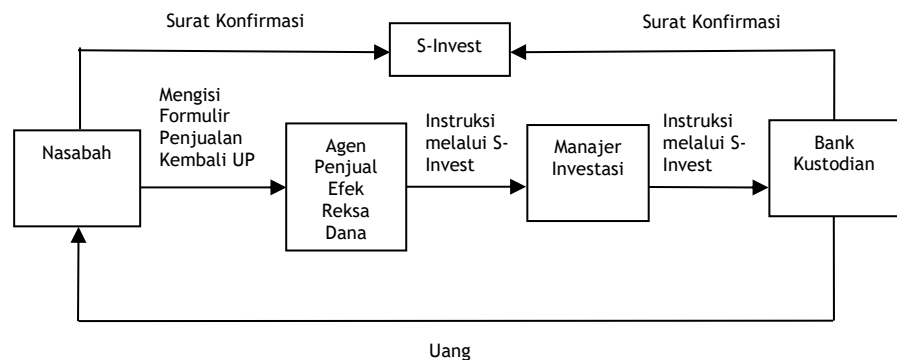 Surat Konfirmasi
Surat Konfirmasi
S-Invest
Mengisi
Formulir
Penjualan
Kembali UP
Nasabah
Agen
Penjual
Efek
Reksa
Dana
Instruksi
melalui S-
Invest
Manajer
Investasi
Instruksi
melalui S-
Invest
Bank
Kustodian
Uang